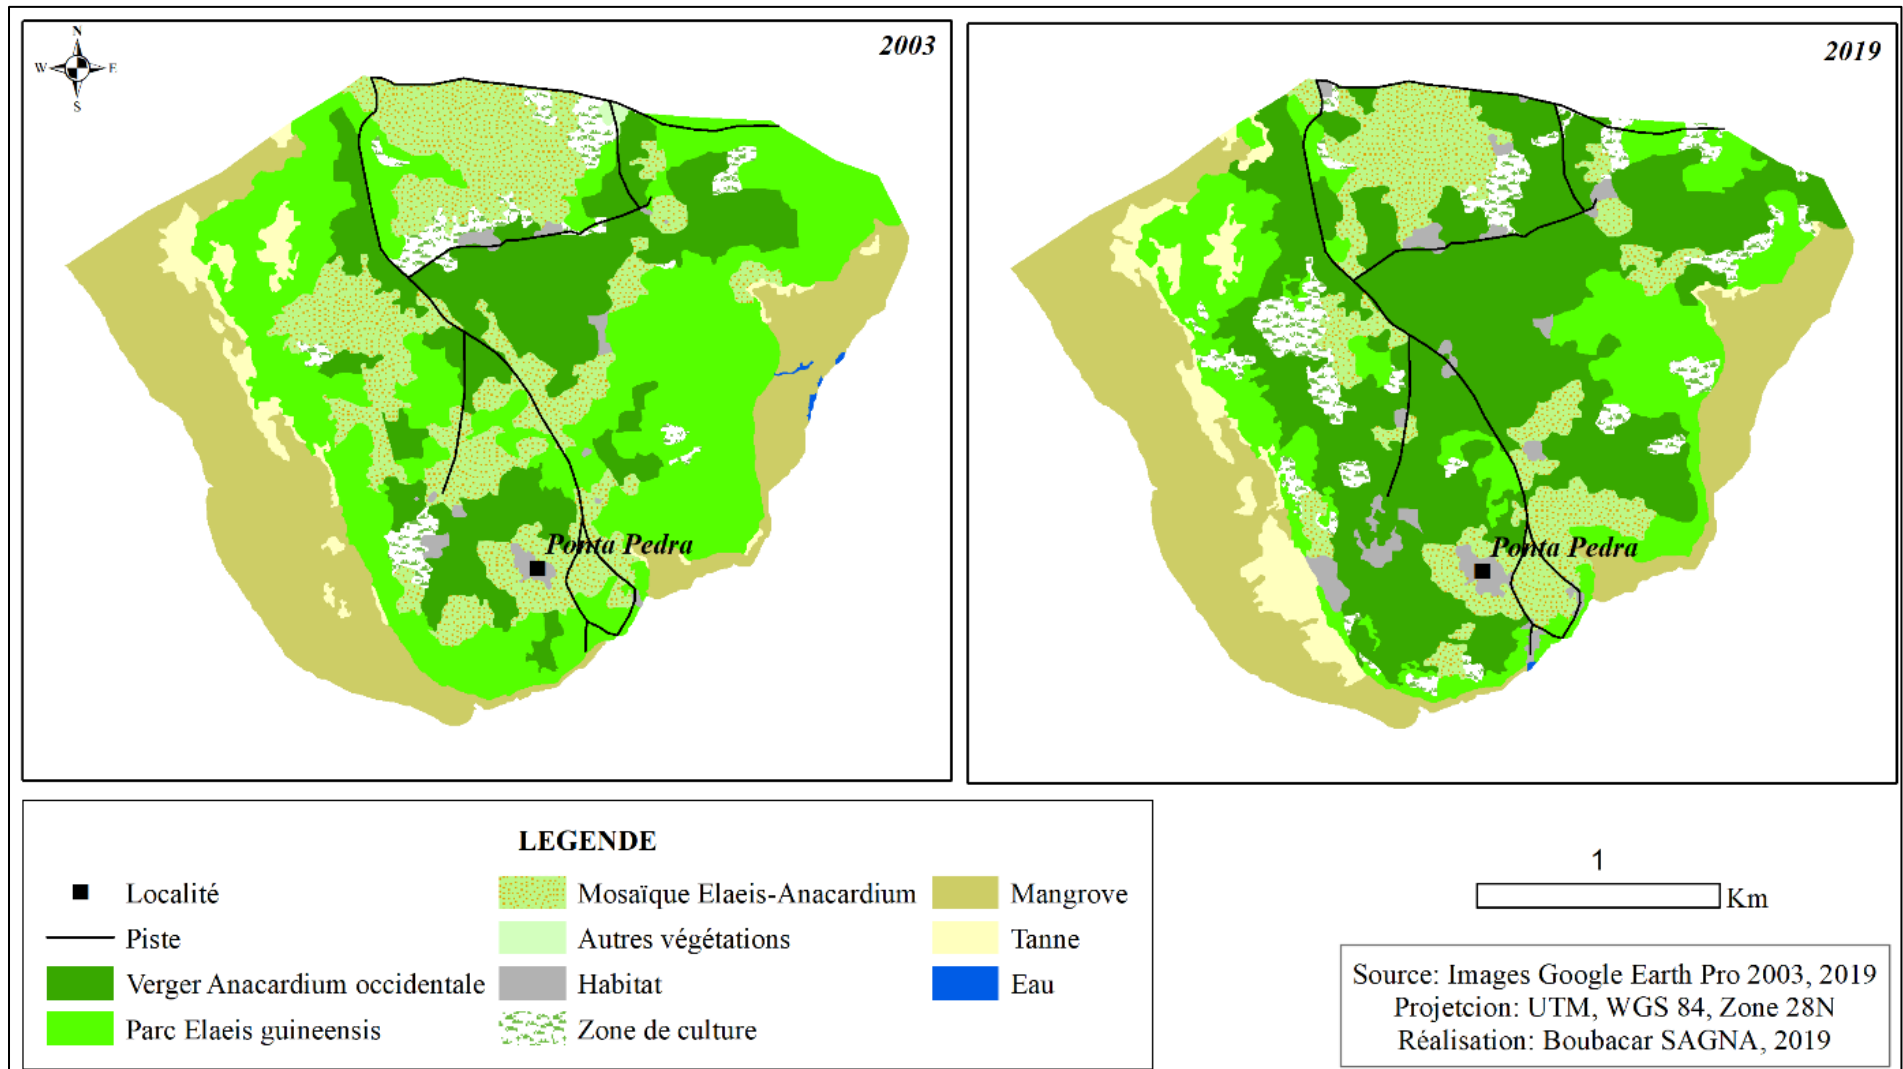 N
W E
S
2003
Ponta Pedra
2019
Ponta Pedra
LEGENDE
Localité
Piste
Verger Anacardium occidentale
Parc Elaeis guineensis
Mosaïque Elaeis-Anacardium
Autres végétations
Habitat
Zone de culture
Mangrove
Tanne
Eau
1
Km
Source: Images Google Earth Pro 2003, 2019
Projetcion: UTM, WGS 84, Zone 28N
Réalisation: Boubacar SAGNA, 2019